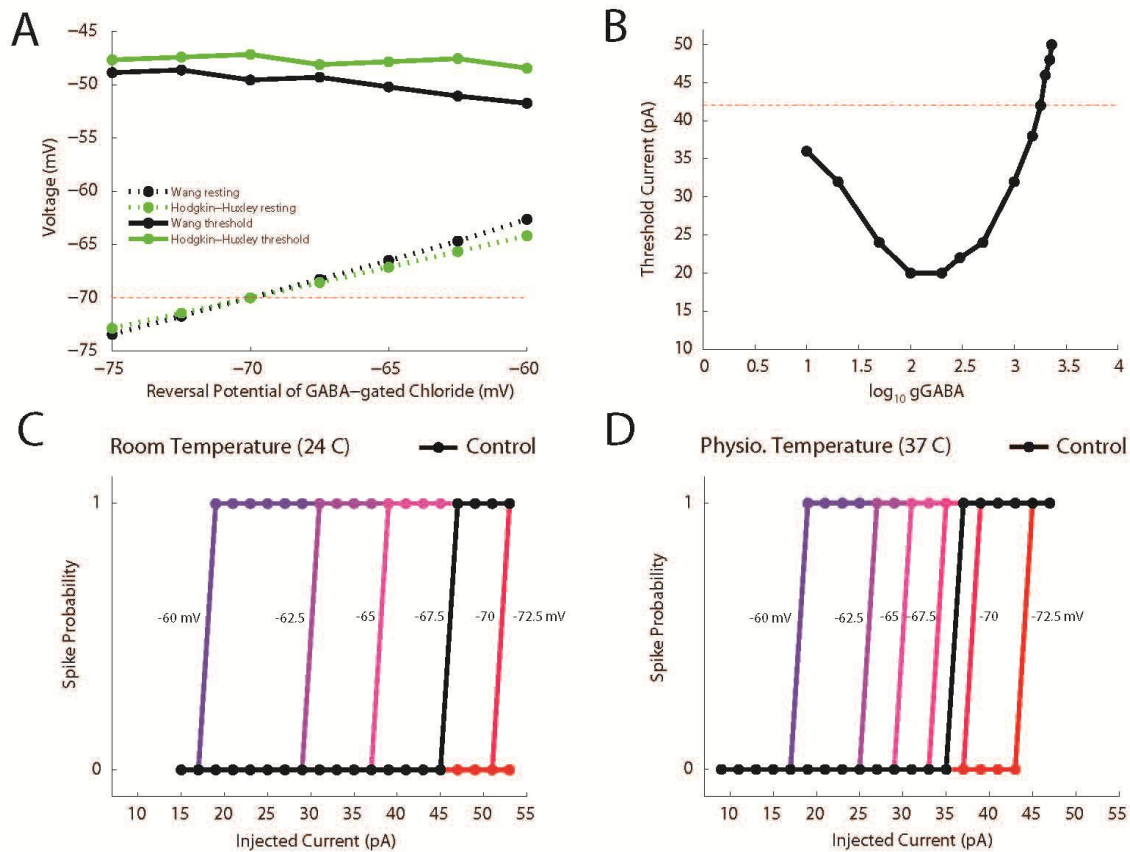 A
−45
−50
−55
−60
−65
−70
−75
Voltage (mV)
Wang resting
Hodgkin−Huxley resting
Wang threshold
Hodgkin−Huxley threshold
−75 −70 −65 −60
Reversal Potential of GABA−gated Chloride (mV)
B
50
45
40
35
30
25
20
15
10
Threshold Current (pA)
0 0.5 1 1.5 2 2.5 3 3.5 4
log10 gGABA
C
Room Temperature (24 C) Control
1
0
Spike Probability
-60 mV -62.5 -65 -67.5 -70 -72.5 mV
10 15 20 25 30 35 40 45 50 55
Injected Current (pA)
D
Physio. Temperature (37 C) Control
1
0
Spike Probability
-60 mV -62.5 -65 -67.5 -70 -72.5 mV
10 15 20 25 30 35 40 45 50 55
Injected Current (pA)